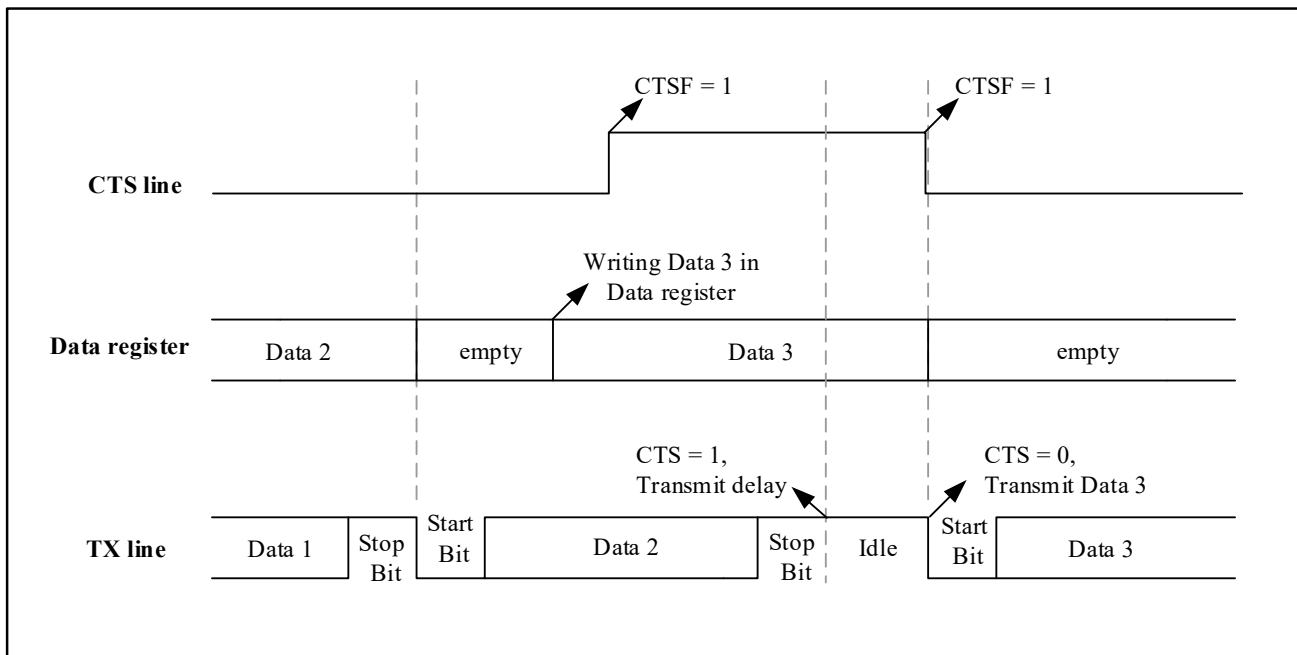 CTSF = 1
CTSF = 1
CTS line
Writing Data 3 in
Data register
Data register
Data 2
empty
Data 3
empty
CTS = 1,
Transmit delay
CTS = 0,
Transmit Data 3
TX line
Data 1
Stop
Bit
Start
Bit
Data 2
Stop
Bit
Idle
Start
Bit
Data 3